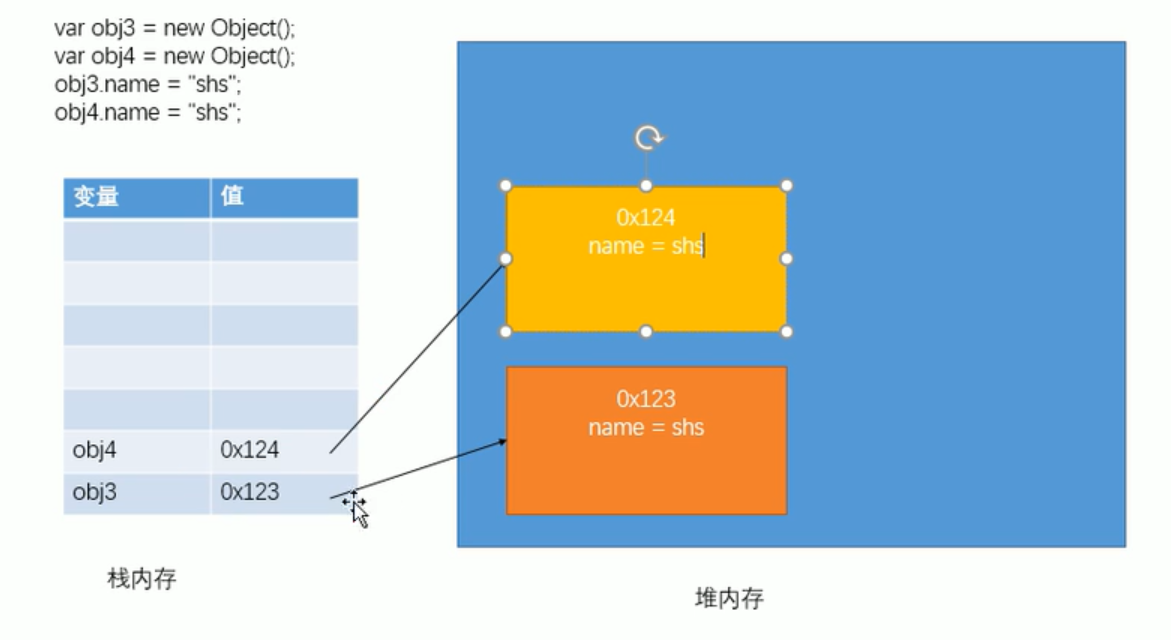 var obj3 = new Object();
var obj4 = new Object();
obj3.name = "shs";
obj4.name = "shs";
变量 值
obj4 0x124
obj3 0x123
栈内存
0x124
name = shs
0x123
name = shs
堆内存